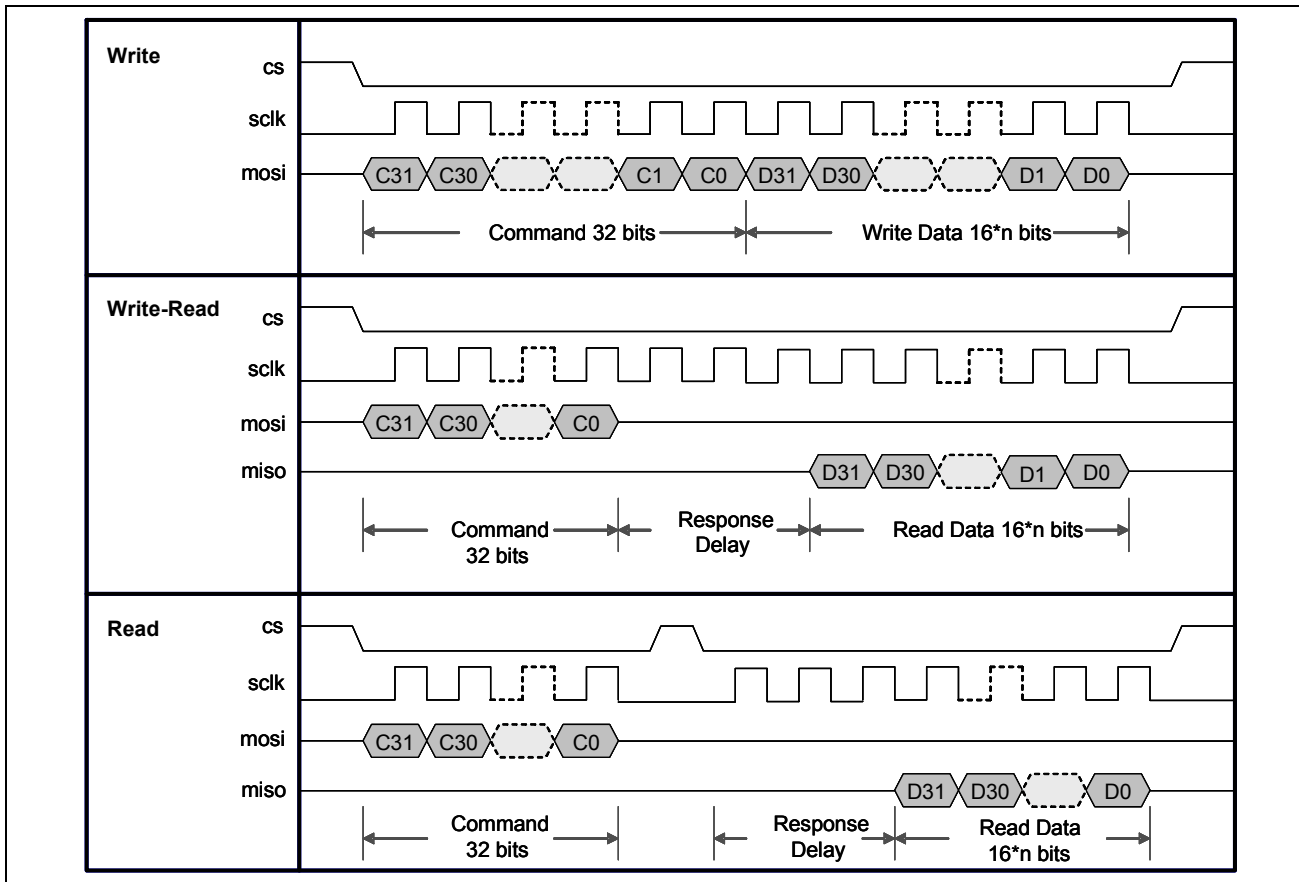 Write
cs
sclk
mosi
C31 C30 C1 C0 D31 D30 D1 D0
Command 32 bits
Write Data 16*n bits
Write-Read
cs
sclk
mosi
C31 C30 C0
miso
D31 D30 D1 D0
Command
32 bits
Response
Delay
Read Data 16*n bits
Read
cs
sclk
mosi
C31 C30 C0
miso
D31 D30 D0
Command
32 bits
Response
Delay
Read Data
16*n bits